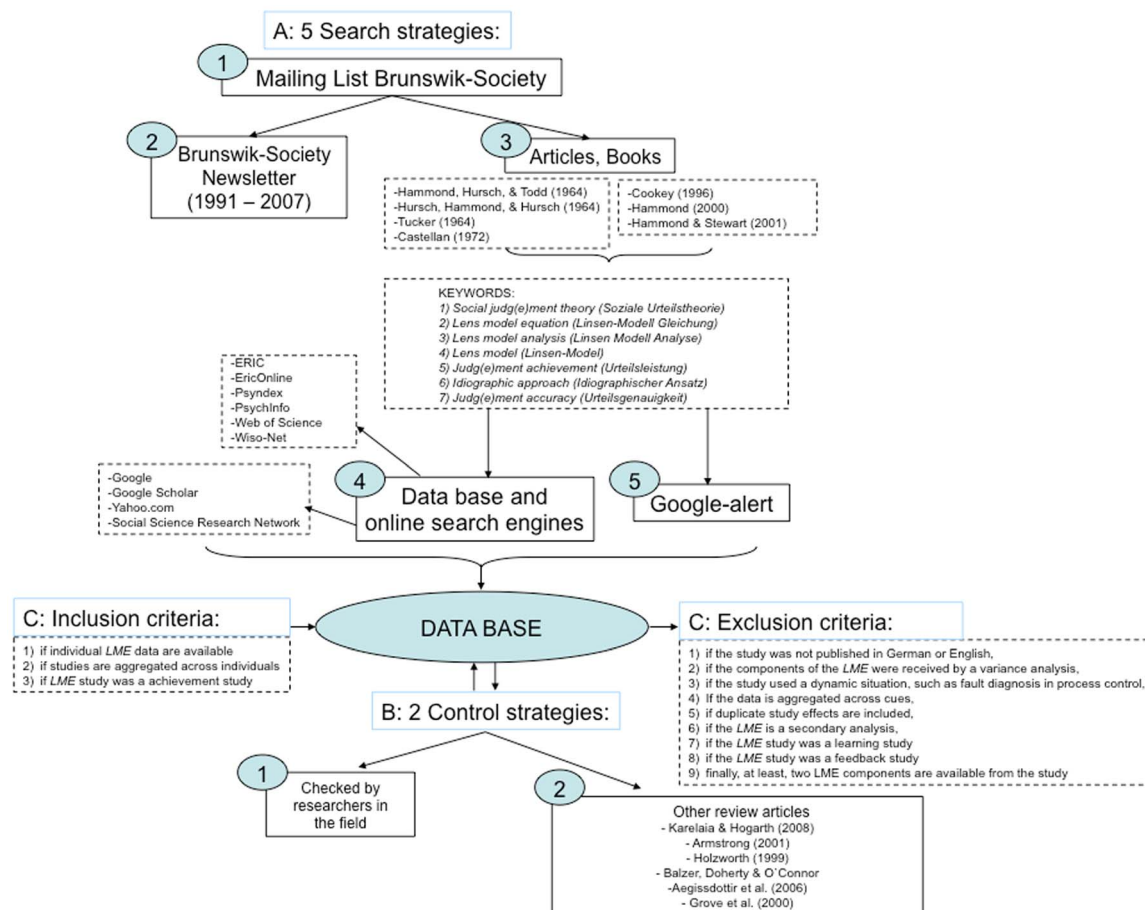 A: 5 Search strategies:
1
Mailing List Brunswik-Society
2
Brunswik-Society
Newsletter
(1991 – 2007)
3
Articles, Books
-Hammond, Hursch, & Todd (1964)
-Hursch, Hammond, & Hursch (1964)
-Tucker (1964)
-Castellan (1972)
-Cookey (1996)
-Hammond (2000)
-Hammond & Stewart (2001)
KEYWORDS:
1) Social judg(e)ment theory (Soziale Urteilstheorie)
2) Lens model equation (Linsen-Modell Gleichung)
3) Lens model analysis (Linsen Modell Analyse)
4) Lens model (Linsen-Model)
5) Judg(e)ment achievement (Urteilsleistung)
6) Idiographic approach (Idiographischer Ansatz)
7) Judg(e)ment accuracy (Urteilsgenauigkeit)
-ERIC
-EricOnline
-Psyndex
-PsychInfo
-Web of Science
-Wiso-Net
-Google
-Google Scholar
-Yahoo.com
-Social Science Research Network
4
Data base and
online search engines
5
Google-alert
C: Inclusion criteria:
1) if individual LME data are available
2) if studies are aggregated across individuals
3) if LME study was a achievement study
DATA BASE
C: Exclusion criteria:
1) if the study was not published in German or English,
2) if the components of the LME were received by a variance analysis,
3) if the study used a dynamic situation, such as fault diagnosis in process control,
4) If the data is aggregated across cues,
5) if duplicate study effects are included,
6) if the LME is a secondary analysis,
7) if the LME study was a learning study
8) if the LME study was a feedback study
9) finally, at least, two LME components are available from the study
B: 2 Control strategies:
1
Checked by
researchers in
the field
2
Other review articles
- Karelaia & Hogarth (2008)
- Armstrong (2001)
- Holzworth (1999)
- Balzer, Doherty & O`Connor
-Aegissdottir et al. (2006)
- Grove et al. (2000)